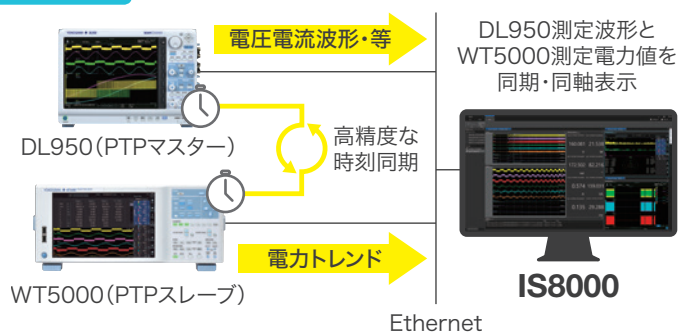 電圧電流波形・等
DL950測定波形と
WT5000測定電力値を
同期・同軸表示
DL950(PTPマスター)
高精度な
時刻同期
電力トレンド
IS8000
WT5000(PTPスレーブ)
Ethernet